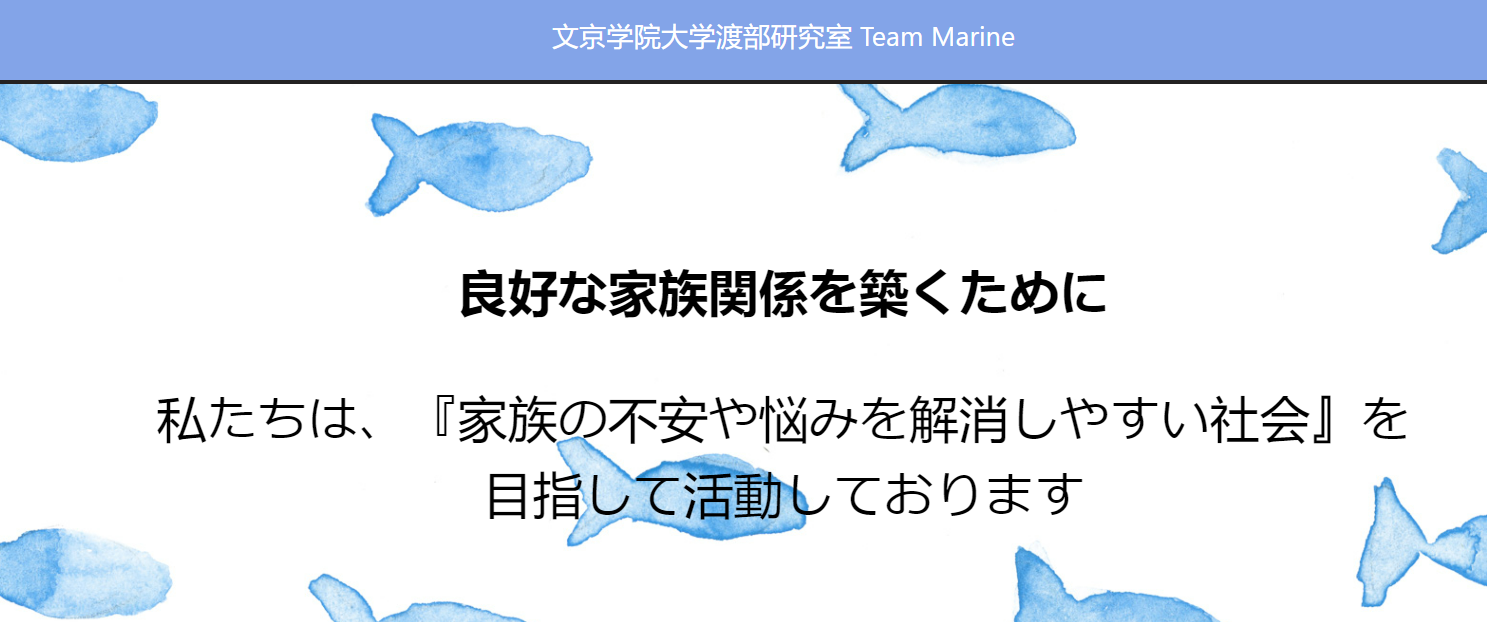 文京学院大学渡部研究室 Team Marine
良好な家族関係を築くために
私たちは、『家族の不安や悩みを解消しやすい社会』を
目指して活動しております